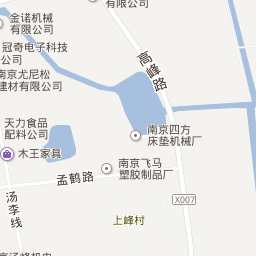 有限公司
金诺机械
有限公司
冠奇电子科技
公司
南京尤尼松
建材有限公司
高峰路
天力食品
配料公司
木王家具
南京四方
床垫机械厂
南京飞马
塑胶制品厂
孟鹤路
汤李线
X007
上峰村